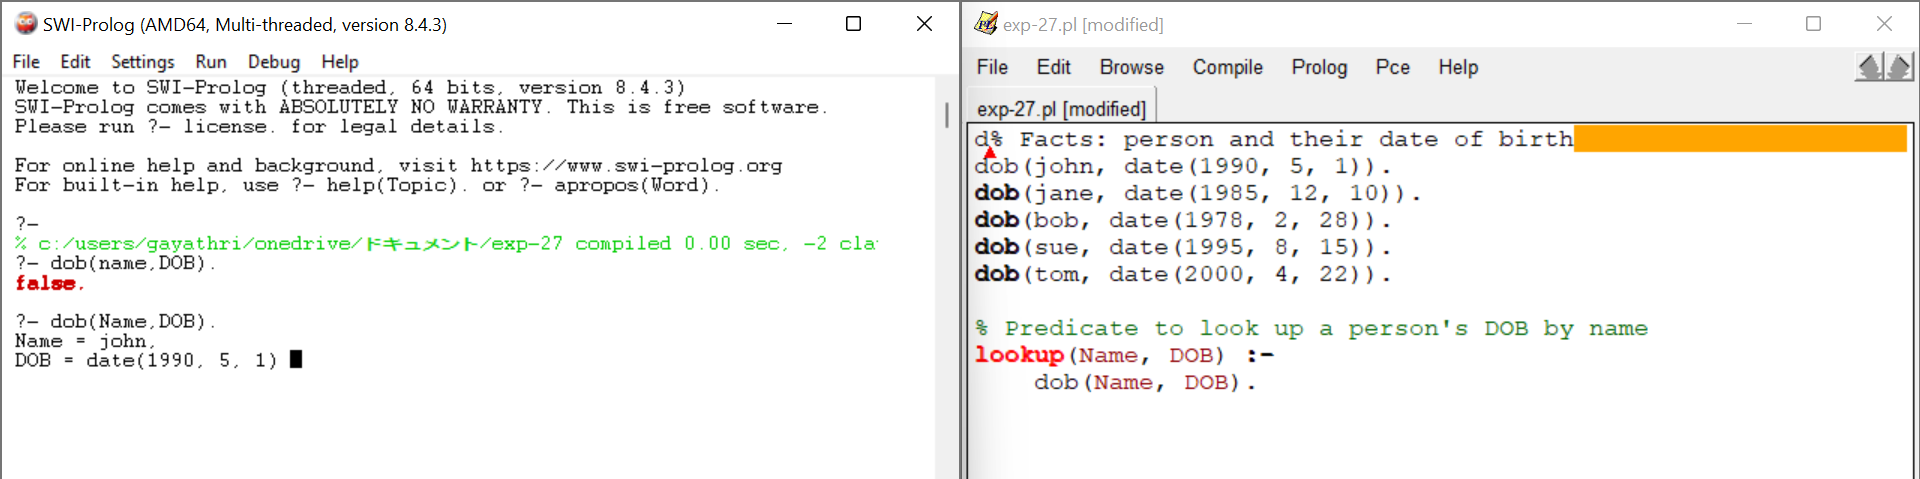 SWI-Prolog (AMD64, Multi-threaded, version 8.4.3)
File Edit Settings Run Debug Help
Welcome to SWI-Prolog (threaded, 64 bits, version 8.4.3)
SWI-Prolog comes with ABSOLUTELY NO WARRANTY. This is free software.
Please run ?- license. for legal details.
For online help and background, visit https://www.swi-prolog.org
For built-in help, use ?- help(Topic). or ?- apropos(Word).
?-
% c:/users/gayathri/onedrive/ドキュメント/exp-27 compiled 0.00 sec, -2 cla
?- dob(name,DOB).
false.
?- dob(Name,DOB).
Name = john,
DOB = date(1990, 5, 1)
exp-27.pl [modified]
File Edit Browse Compile Prolog Pce Help
exp-27.pl [modified]
d% Facts: person and their date of birth
dob(john, date(1990, 5, 1)).
dob(jane, date(1985, 12, 10)).
dob(bob, date(1978, 2, 28)).
dob(sue, date(1995, 8, 15)).
dob(tom, date(2000, 4, 22)).
% Predicate to look up a person's DOB by name
lookup(Name, DOB) :-
dob(Name, DOB).